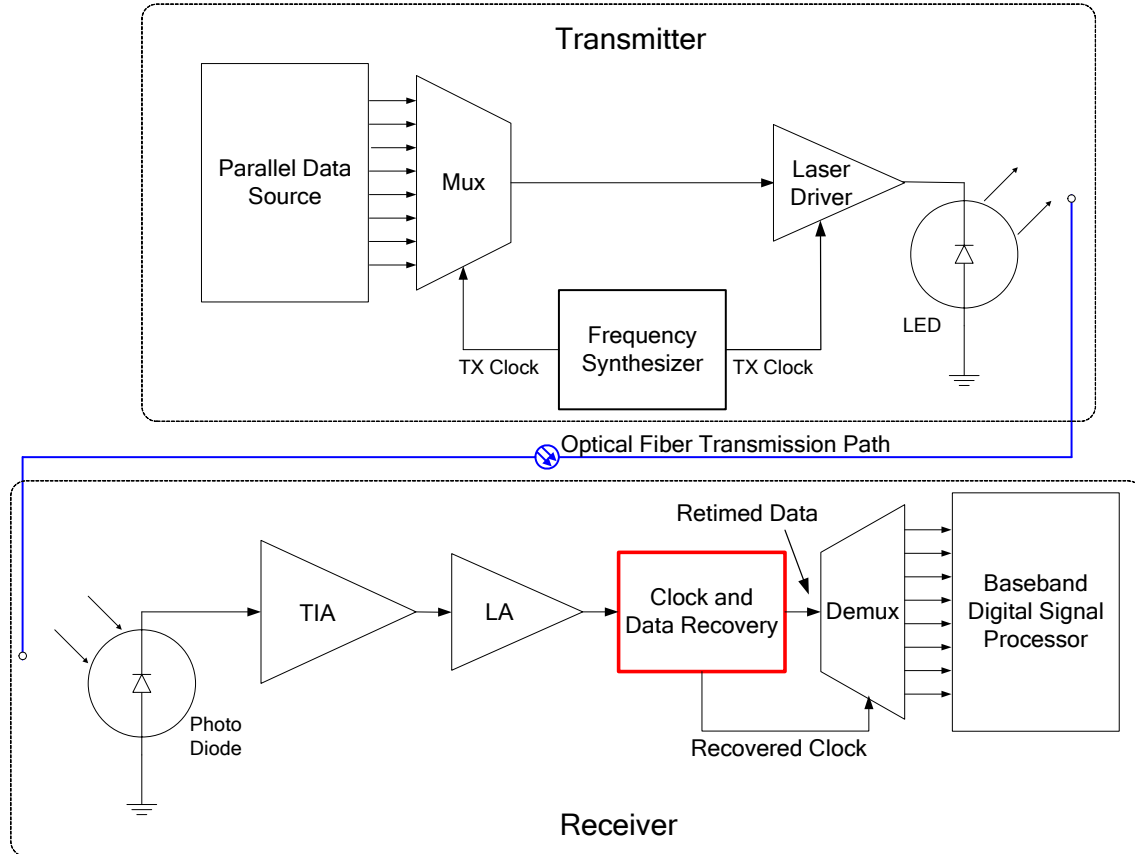 Transmitter
Parallel Data
Source
Mux
Laser
Driver
LED
Frequency
Synthesizer
TX Clock
TX Clock
Optical Fiber Transmission Path
Retimed Data
TIA
LA
Clock and
Data Recovery
Demux
Baseband
Digital Signal
Processor
Photo
Diode
Recovered Clock
Receiver